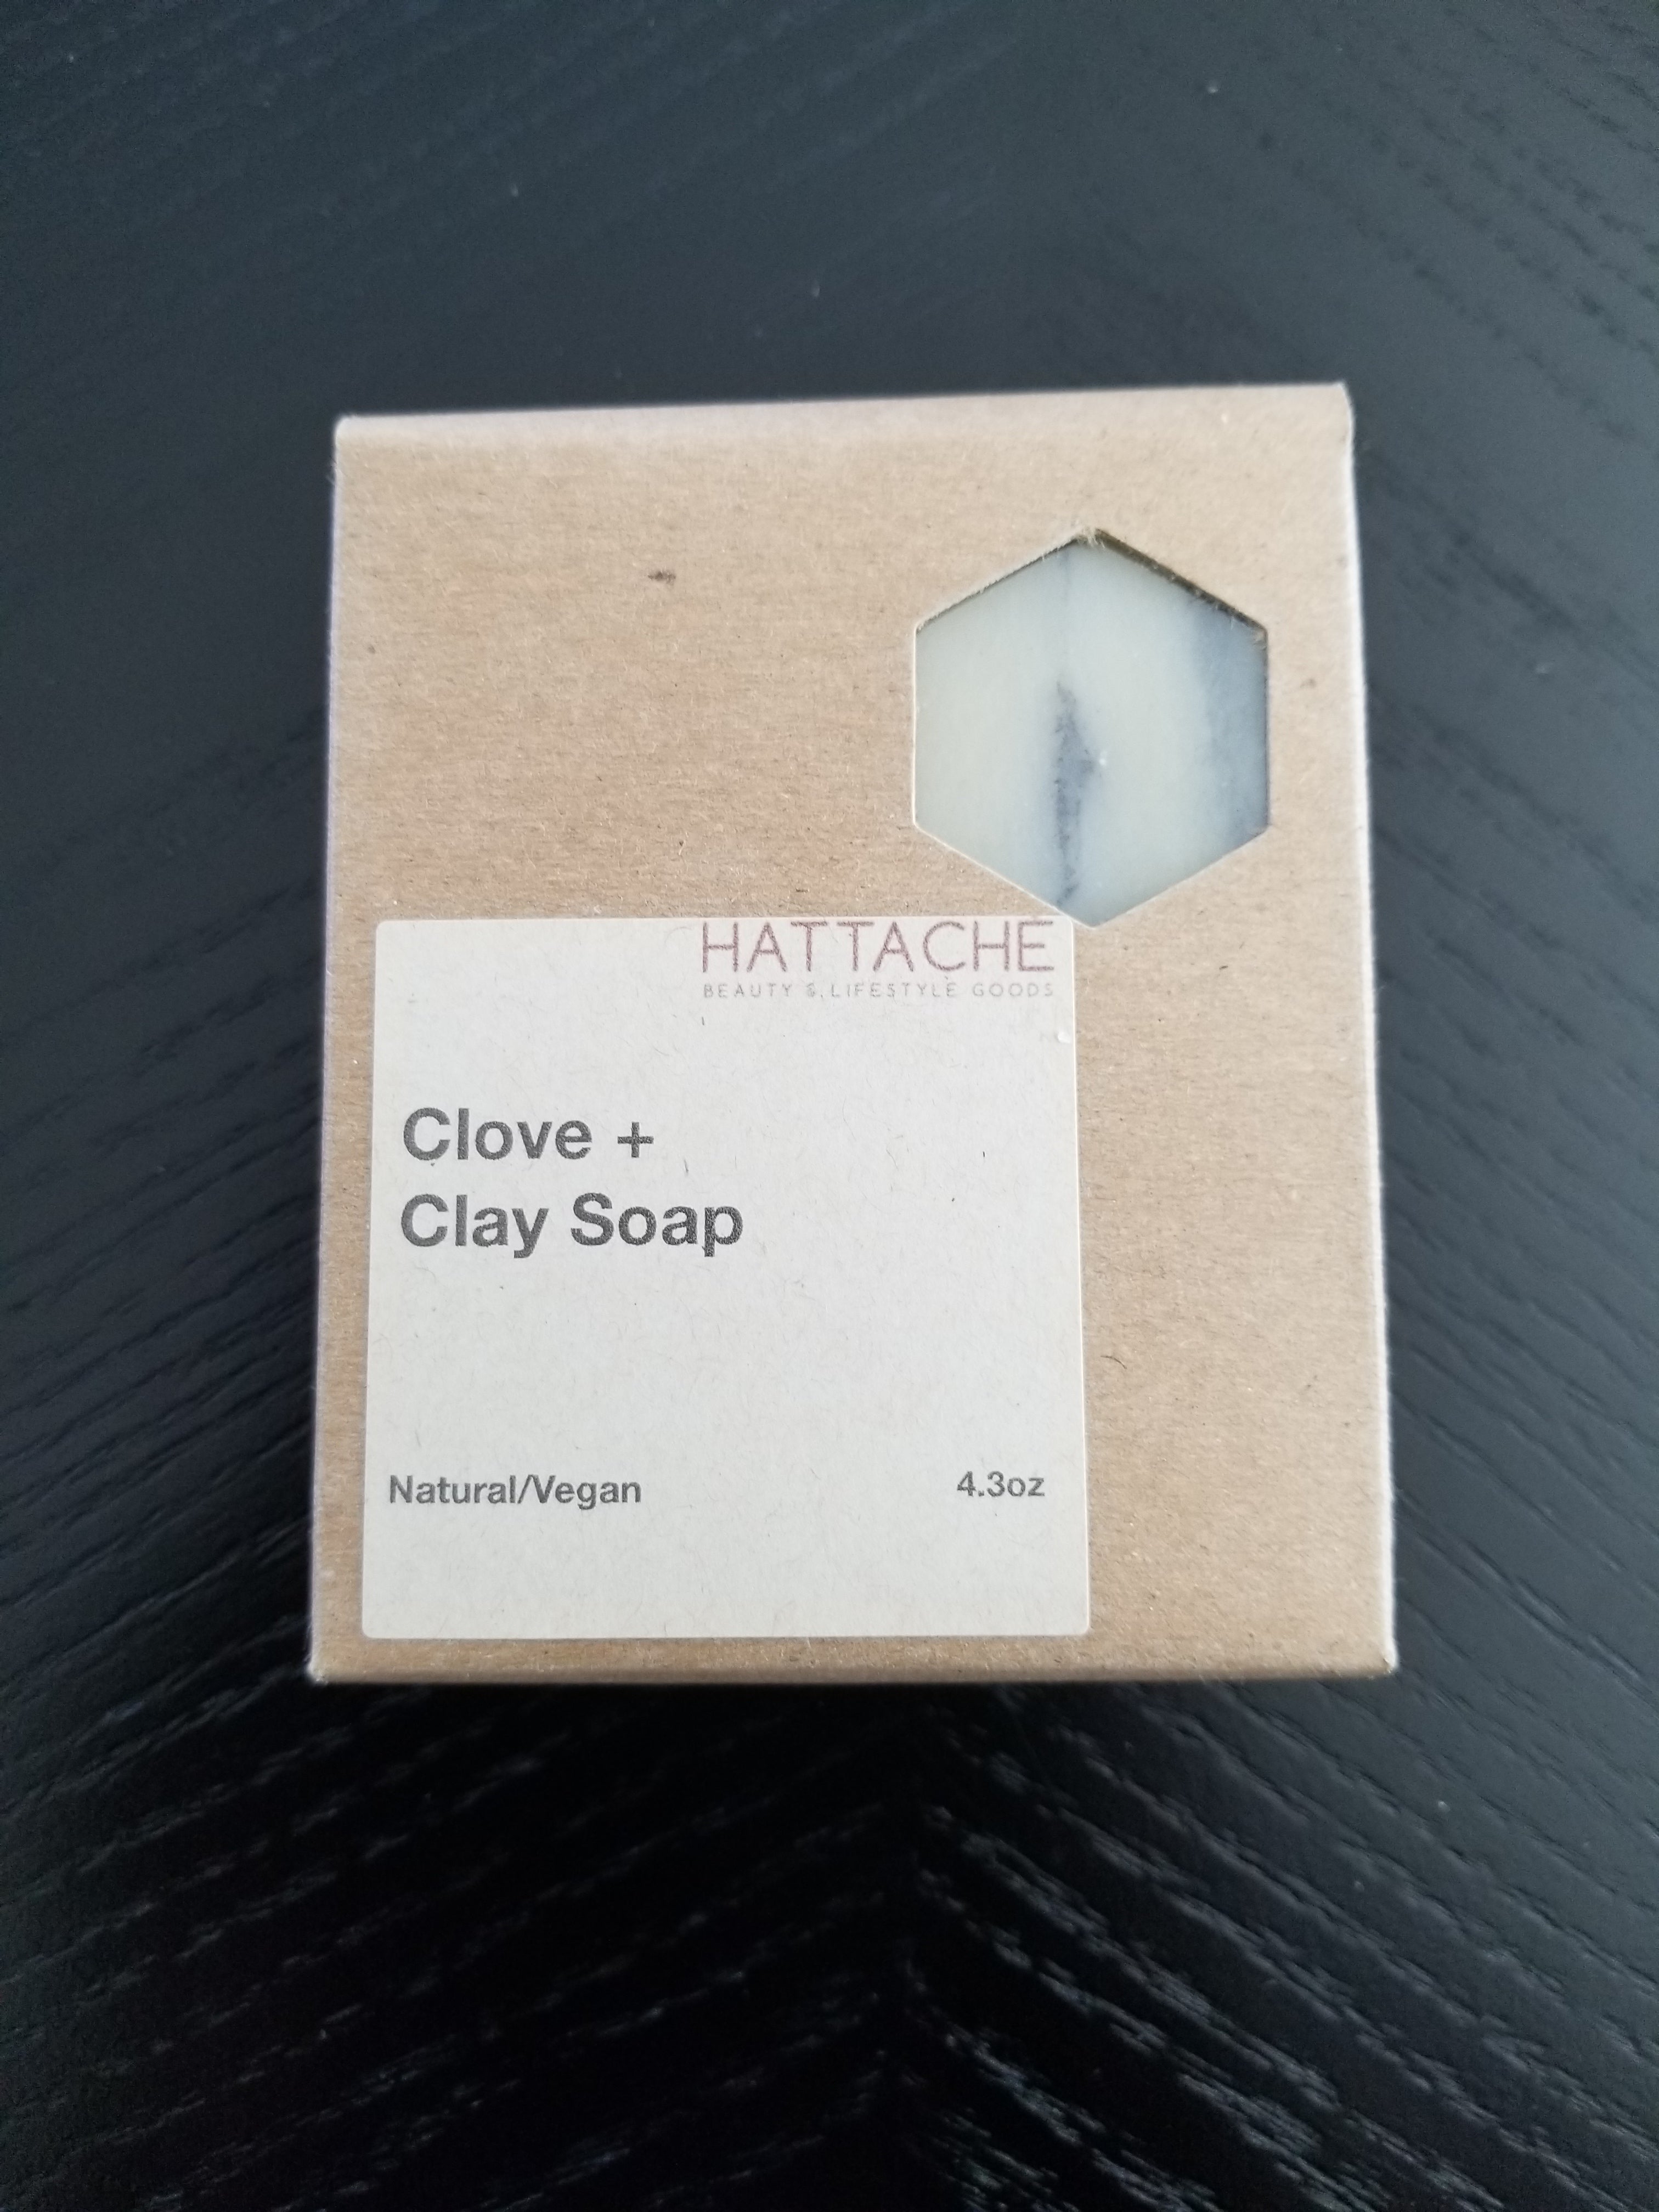 HATTACHE
BEAUTY & LIFESTYLE GOODS
Clove +
Clay Soap
Natural/Vegan 4.3oz